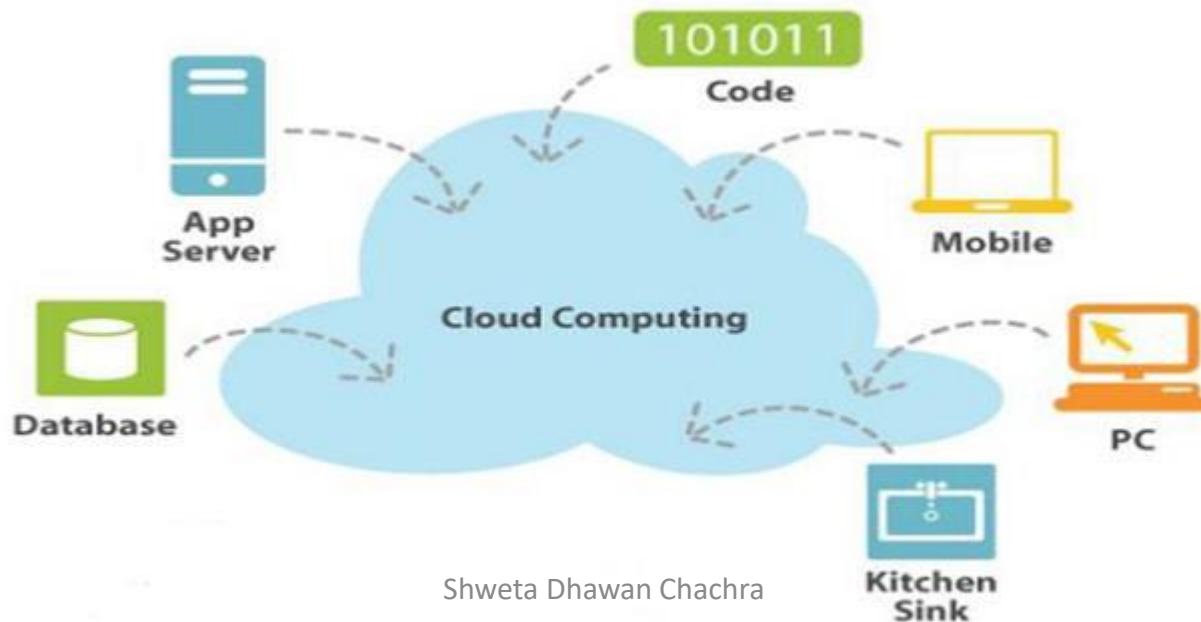 101011
Code
App
Server
Mobile
Cloud Computing
Database
PC
Kitchen
Sink
Shweta Dhawan Chachra